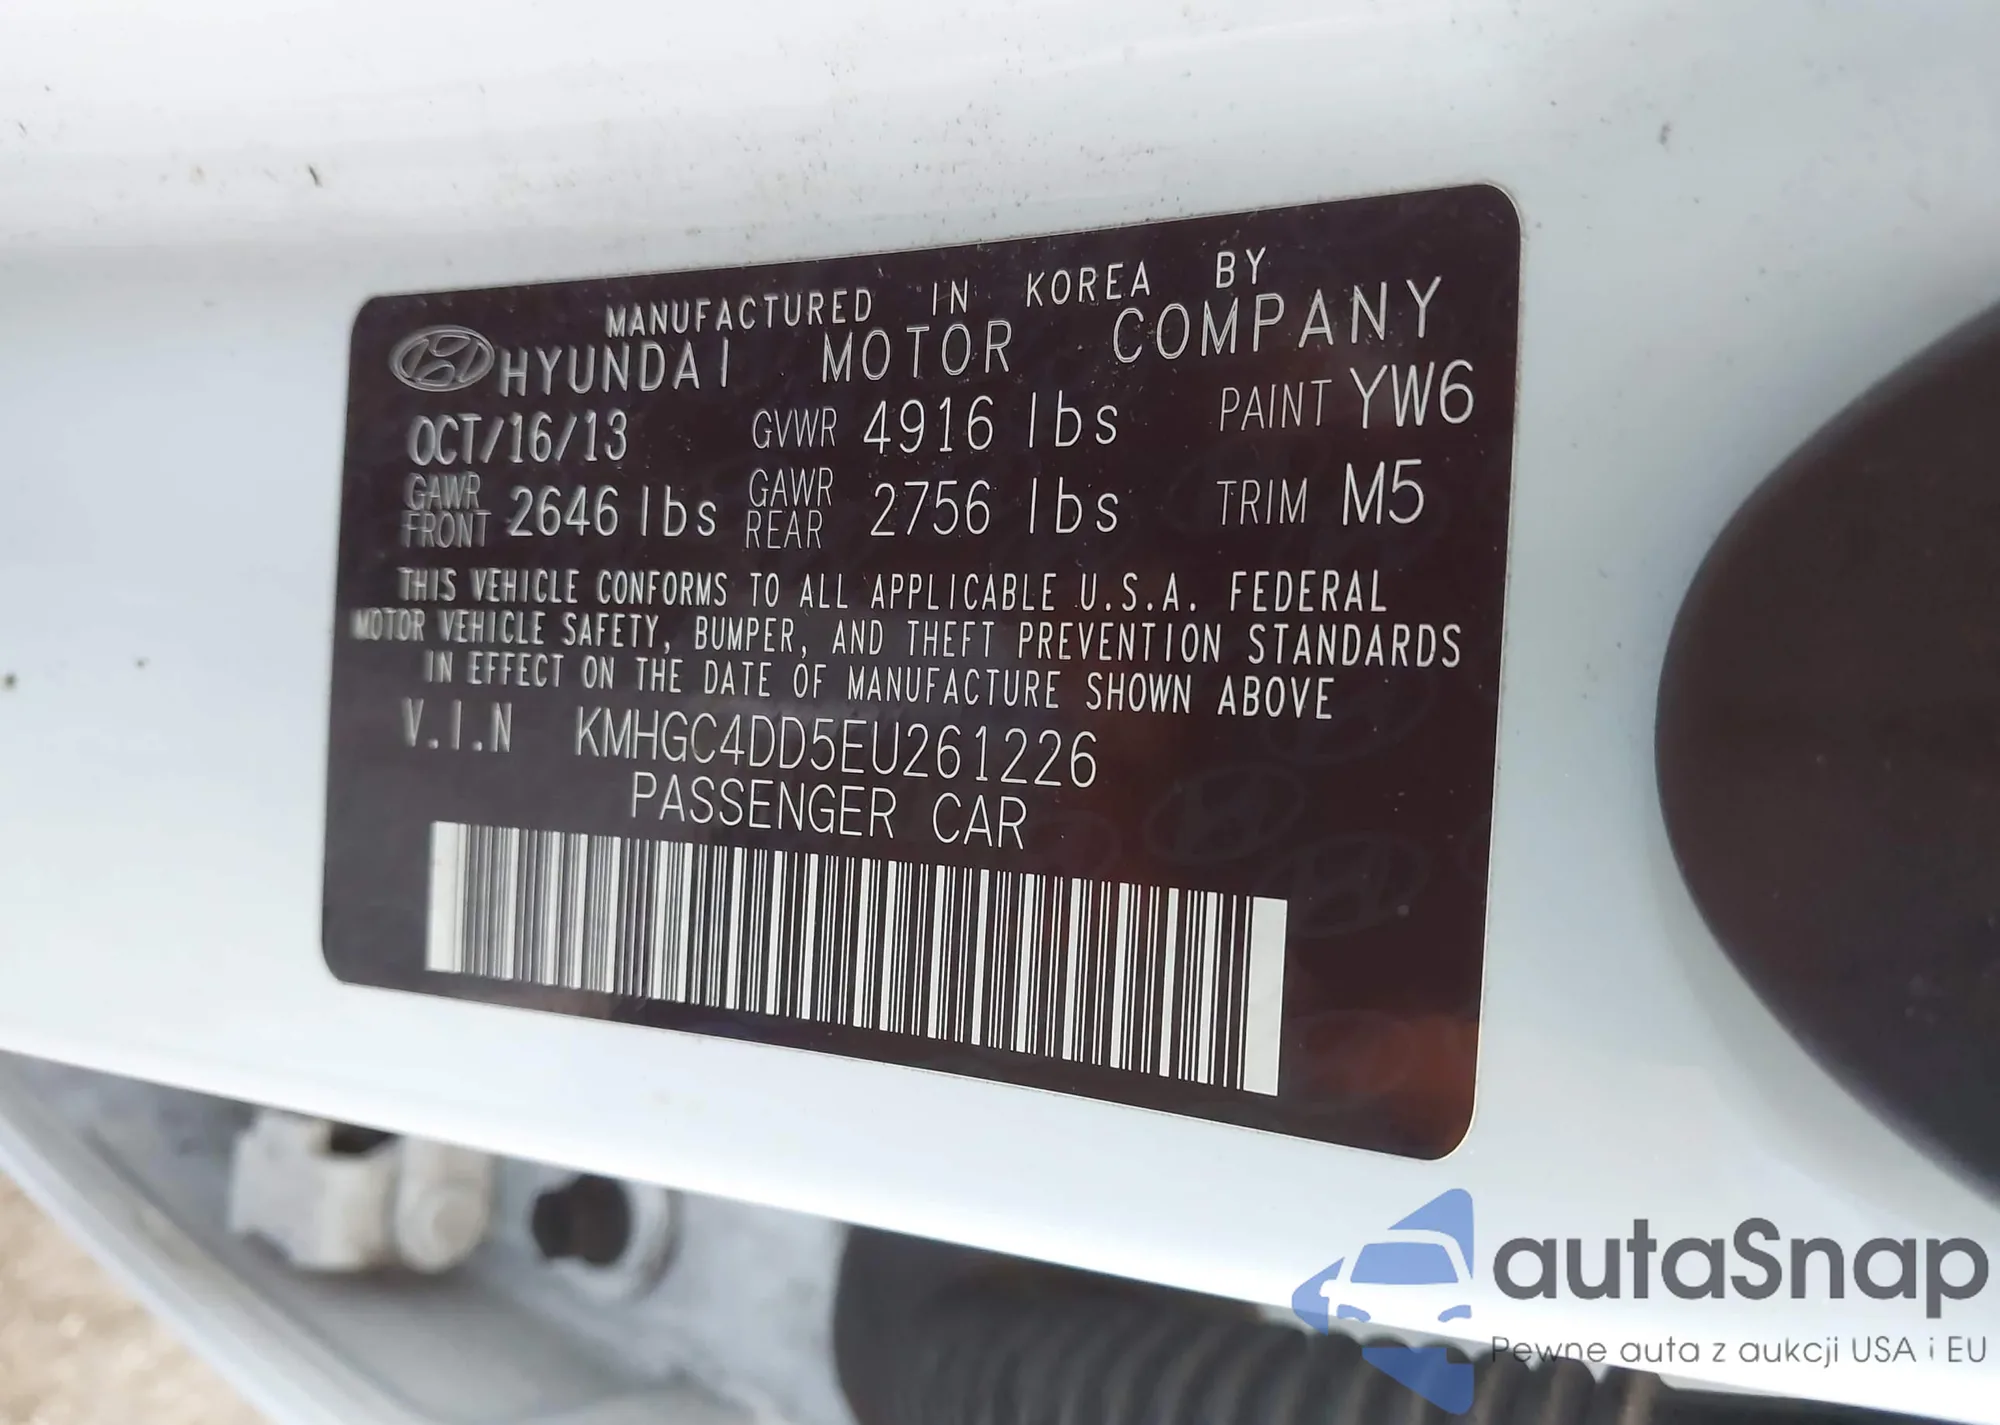 MANUFACTURED IN KOREA BY
HYUNDAI MOTOR COMPANY
OCT/16/13 GVWR 4916 lbs PAINT YW6
GAWR FRONT 2646 lbs GAWR REAR 2756 lbs TRIM M5
THIS VEHICLE CONFORMS TO ALL APPLICABLE U.S.A. FEDERAL
MOTOR VEHICLE SAFETY, BUMPER, AND THEFT PREVENTION STANDARDS
IN EFFECT ON THE DATE OF MANUFACTURE SHOWN ABOVE
V.I.N KMHGC4DD5EU261226
PASSENGER CAR
autaSnap
Pewne auta z aukcji USA i EU